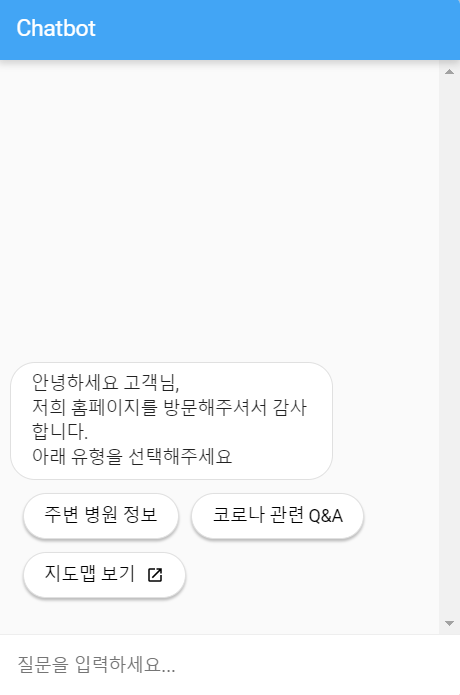 Chatbot
안녕하세요 고객님,
저희 홈페이지를 방문해주셔서 감사
합니다.
아래 유형을 선택해주세요
주변 병원 정보
코로나 관련 Q&A
지도맵 보기
질문을 입력하세요...